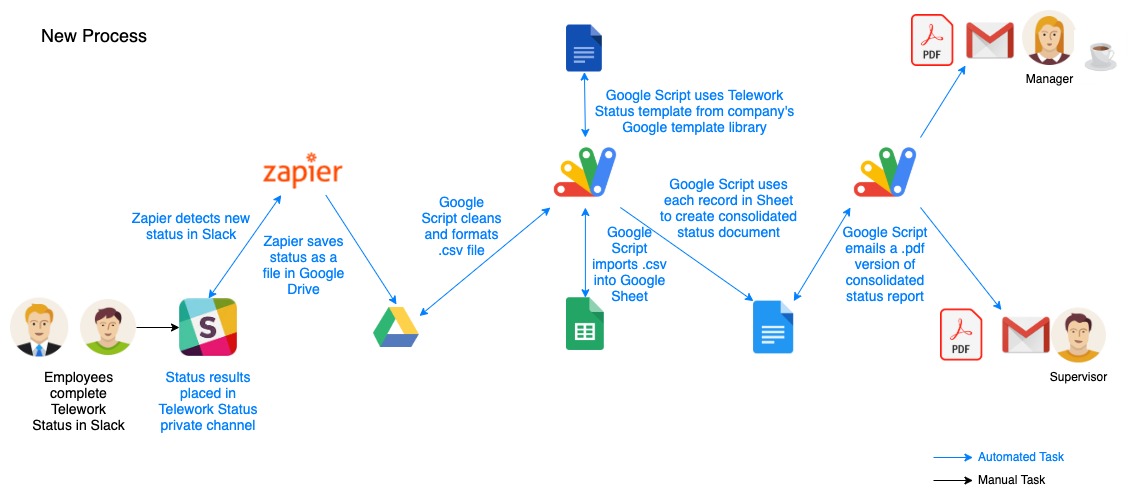 New Process
PDF
Manager
Google Script uses Telework
Status template from company's
Google template library
zapier
Zapier detects new
status in Slack
Zapier saves
status as a
file in Google
Drive
Google
Script cleans
and formats
.csv file
Google
Script
imports .csv
into Google
Sheet
Google Script uses
each record in Sheet
to create consolidated
status document
Google Script
emails a .pdf
version of
consolidated
status report
S
PDF
Supervisor
Employees
complete
Telework
Status in Slack
Status results
placed in
Telework Status
private channel
Automated Task
Manual Task